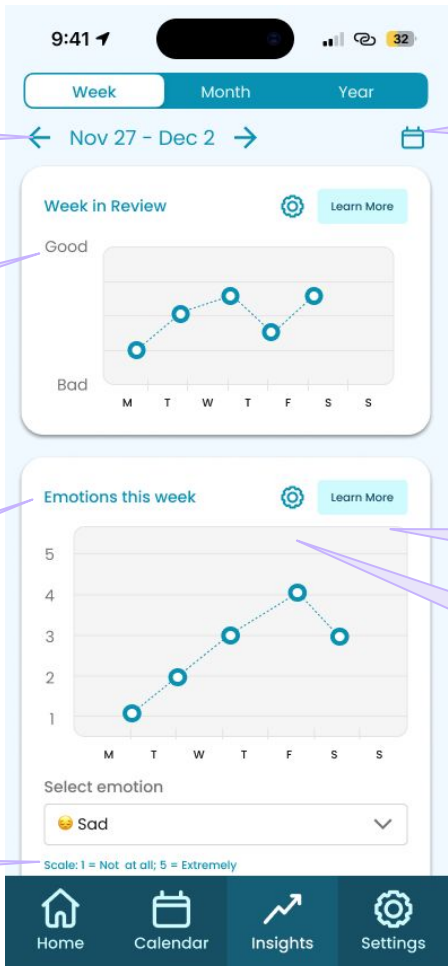 9:41
32
Week Month Year
Nov 27 - Dec 2
Week in Review Learn More
Good
Bad
M T W T F S S
Emotions this week Learn More
5
4
3
2
1
M T W T F S S
Select emotion
😔 Sad
Scale: 1 = Not at all; 5 = Extremely
Home Calendar Insights Settings